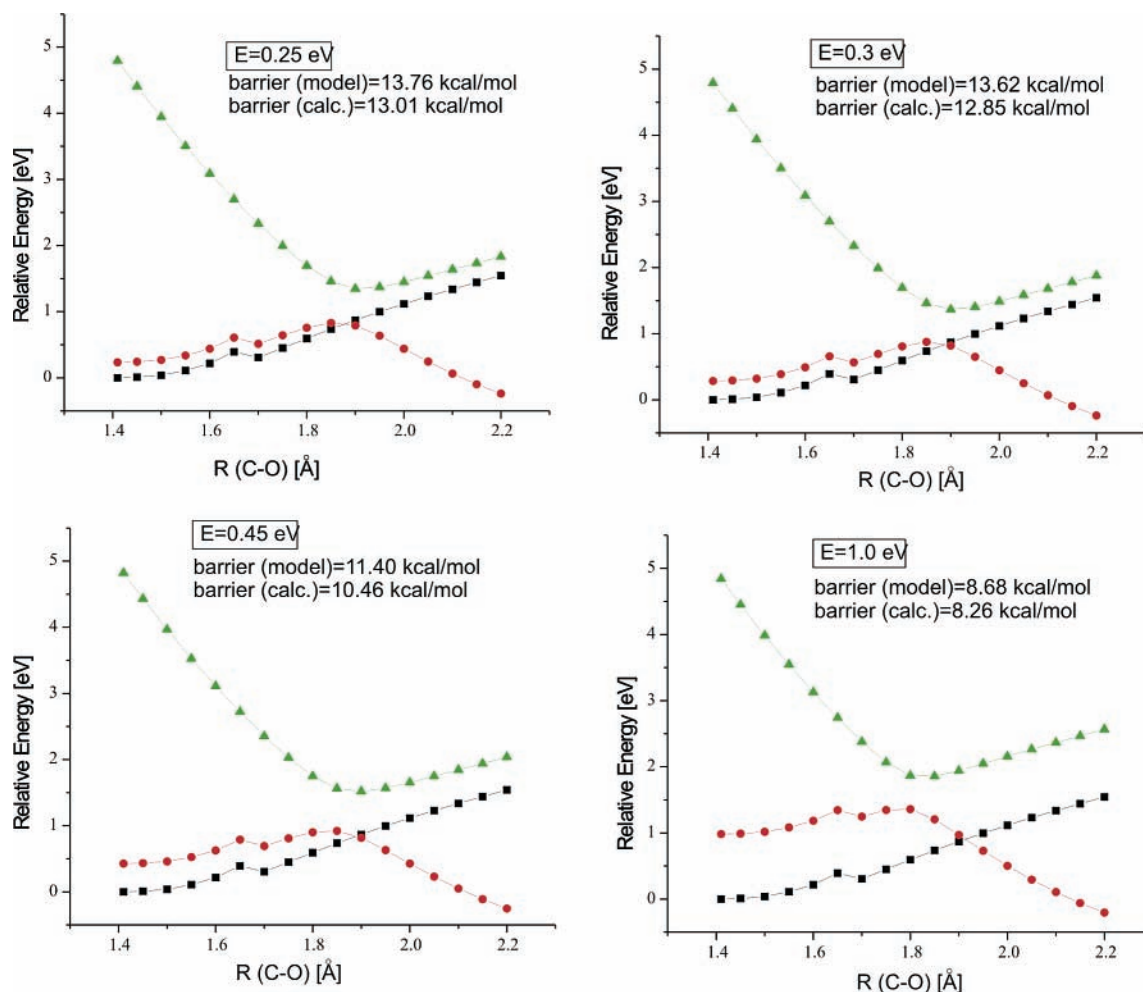 E=0.25 eV
barrier (model)=13.76 kcal/mol
barrier (calc.)=13.01 kcal/mol
Relative Energy [eV]
5
4
3
2
1
0
1.4 1.6 1.8 2.0 2.2
R (C-O) [Å]
E=0.3 eV
barrier (model)=13.62 kcal/mol
barrier (calc.)=12.85 kcal/mol
Relative Energy [eV]
5
4
3
2
1
0
1.4 1.6 1.8 2.0 2.2
R (C-O) [Å]
E=0.45 eV
barrier (model)=11.40 kcal/mol
barrier (calc.)=10.46 kcal/mol
Relative Energy [eV]
5
4
3
2
1
0
1.4 1.6 1.8 2.0 2.2
R (C-O) [Å]
E=1.0 eV
barrier (model)=8.68 kcal/mol
barrier (calc.)=8.26 kcal/mol
Relative Energy [eV]
5
4
3
2
1
0
1.4 1.6 1.8 2.0 2.2
R (C-O) [Å]